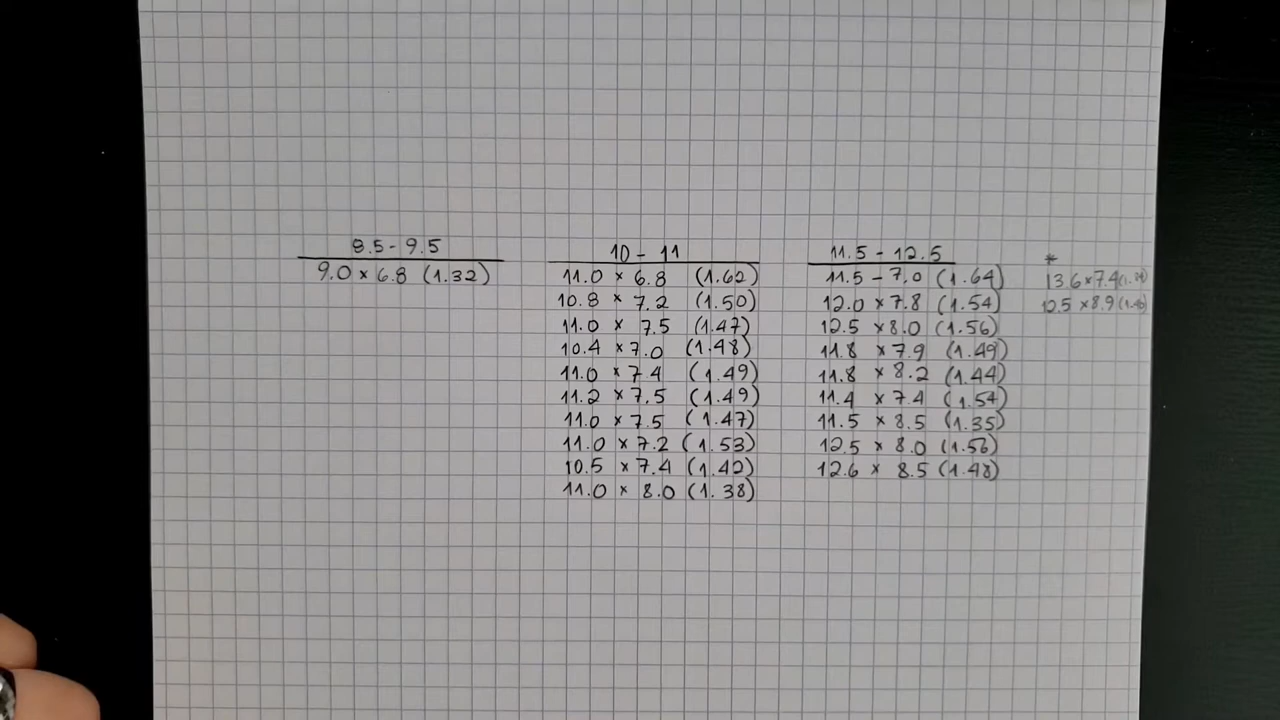 8.5 - 9.5
9.0 × 6.8 (1.32)
10 - 11
11.0 × 6.8 (1.62)
10.8 × 7.2 (1.50)
11.0 × 7.5 (1.47)
10.4 × 7.0 (1.48)
11.0 × 7.4 (1.49)
11.2 × 7.5 (1.49)
11.0 × 7.5 (1.47)
11.0 × 7.2 (1.53)
10.5 × 7.4 (1.42)
11.0 × 8.0 (1.38)
11.5 - 12.5
11.5 - 7.0 (1.64)
12.0 × 7.8 (1.54)
12.5 × 8.0 (1.56)
11.8 × 7.9 (1.49)
11.8 × 8.2 (1.44)
11.4 × 7.4 (1.54)
11.5 × 8.5 (1.35)
12.5 × 8.0 (1.56)
12.6 × 8.5 (1.48)
*
13.6 × 7.4
12.5 × 8.9